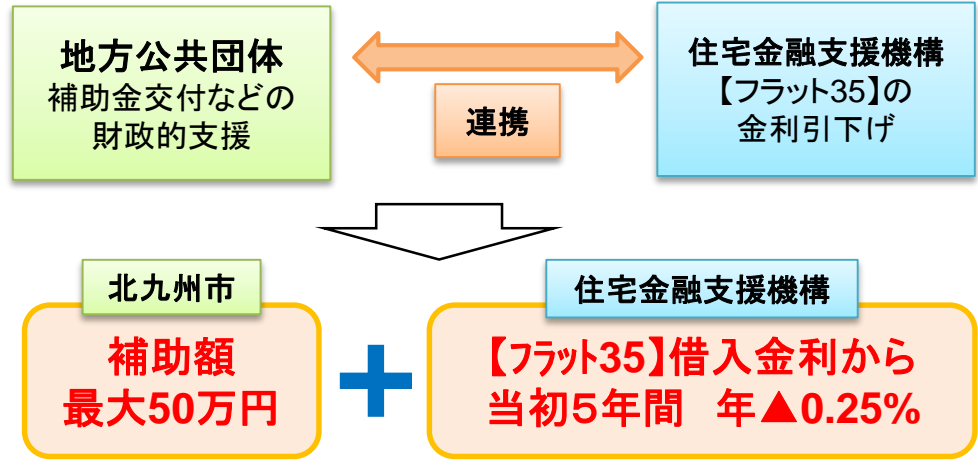 地方公共団体
補助金交付などの
財政的支援
連携
住宅金融支援機構
【フラット35】の
金利引下げ
北九州市
補助額
最大50万円
住宅金融支援機構
【フラット35】借入金利から
当初５年間　年▲0.25%